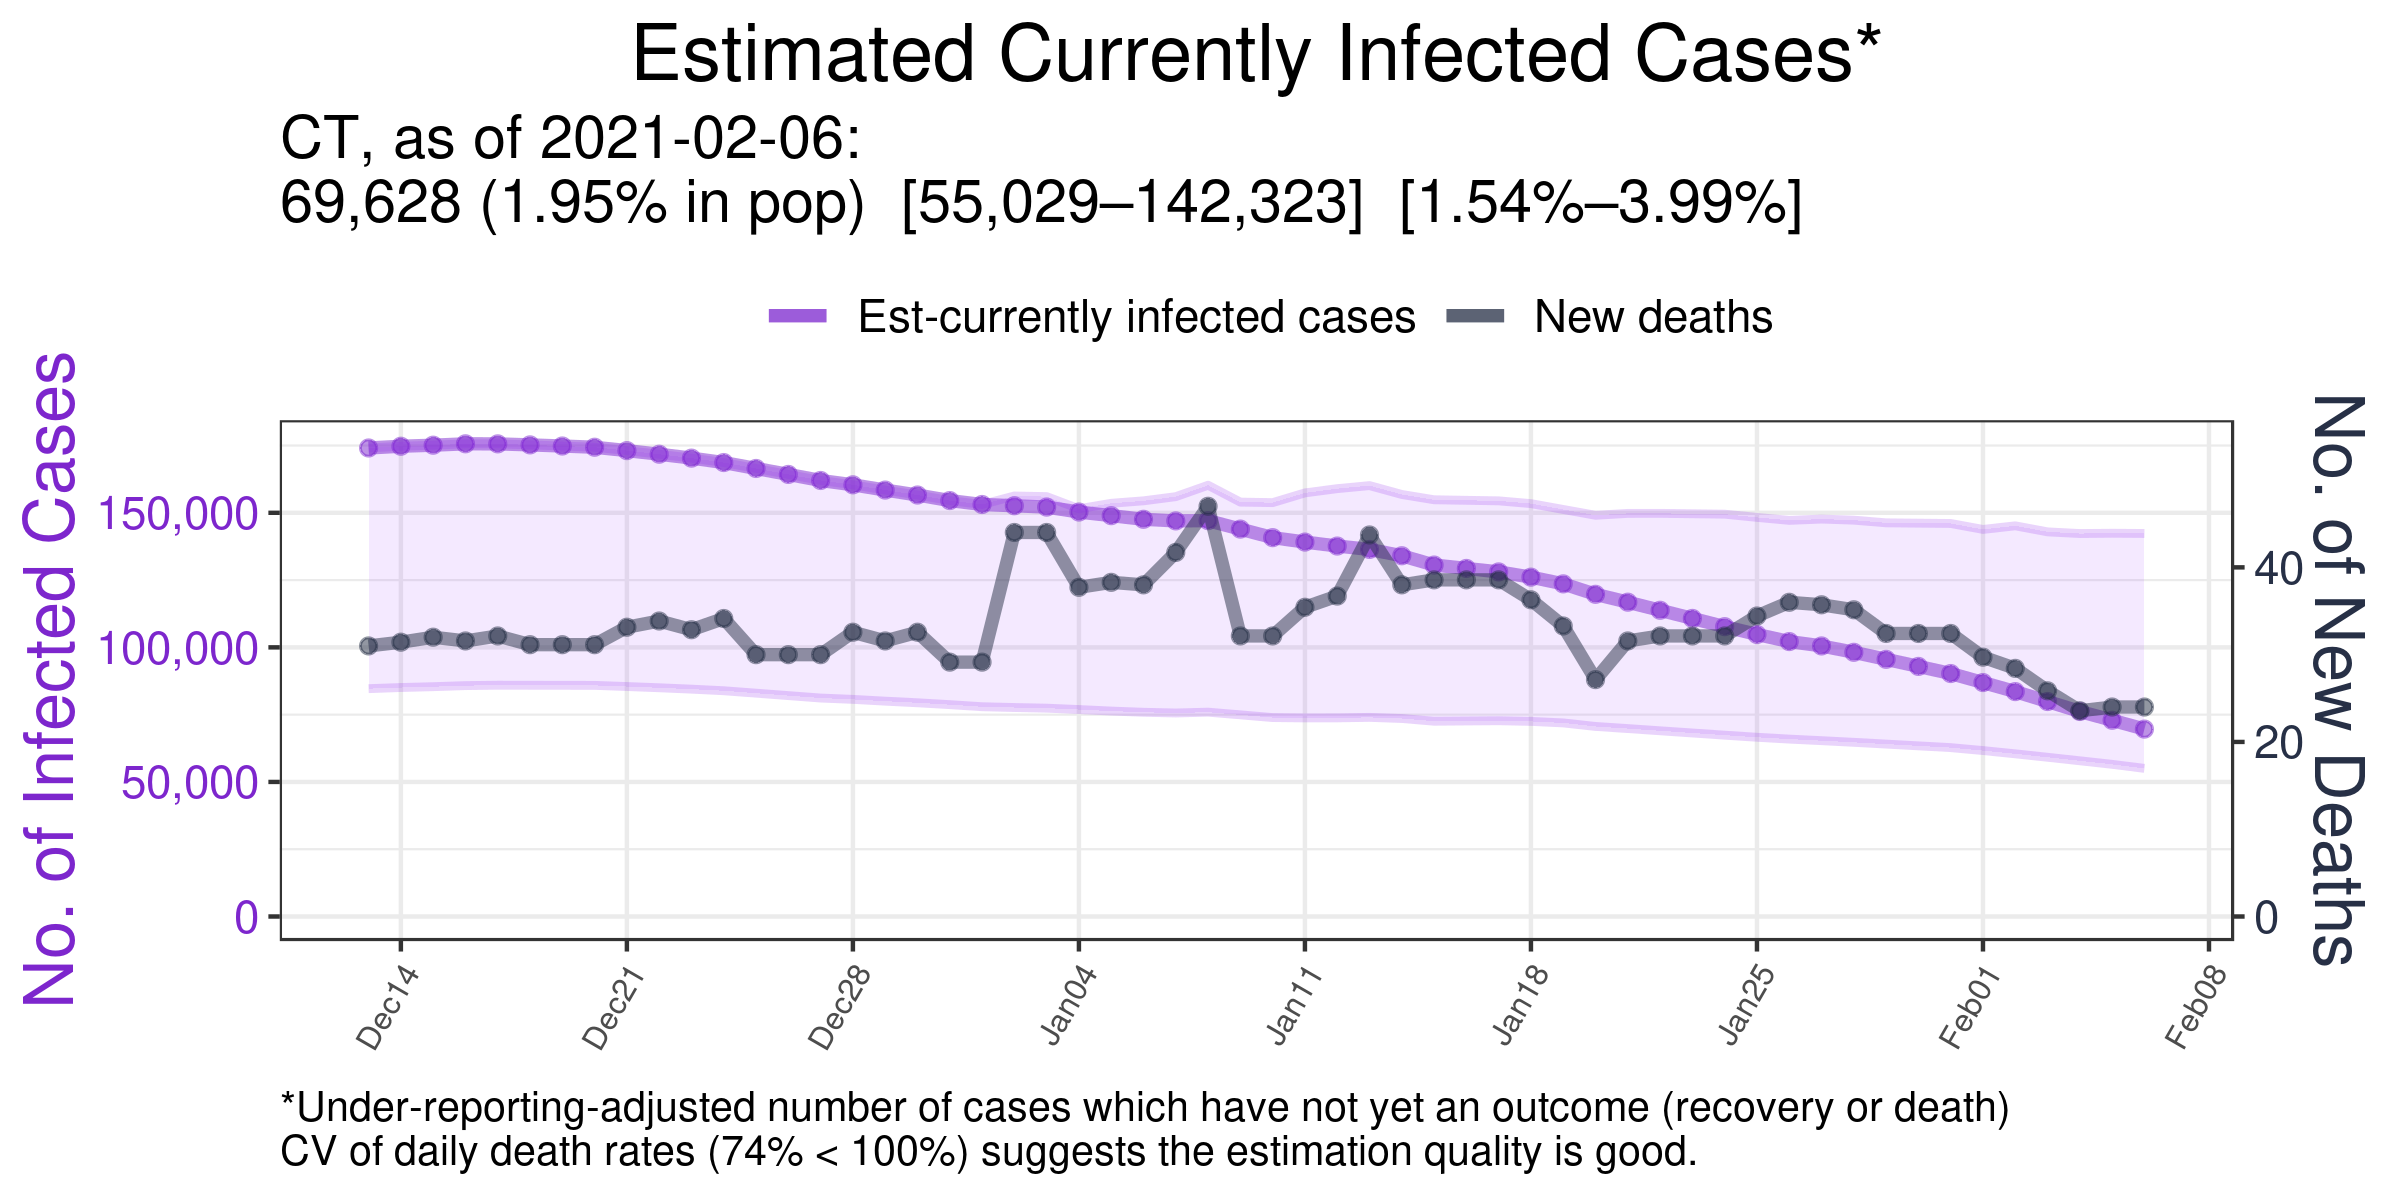 Estimated Currently Infected Cases*
CT, as of 2021-02-06:
69,628 (1.95% in pop)  [55,029–142,323]  [1.54%–3.99%]
Est-currently infected cases
New deaths
No. of Infected Cases
150,000
100,000
50,000
0
No. of New Deaths
40
20
0
Dec14
Dec21
Dec28
Jan04
Jan11
Jan18
Jan25
Feb01
Feb08
*Under-reporting-adjusted number of cases which have not yet an outcome (recovery or death)
CV of daily death rates (74% < 100%) suggests the estimation quality is good.